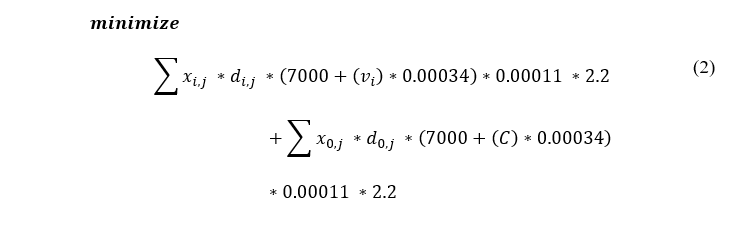 minimize
∑ x_{i,j} * d_{i,j} * (7000 + (v_i) * 0.00034) * 0.00011 * 2.2 (2)
+ ∑ x_{0,j} * d_{0,j} * (7000 + (C) * 0.00034)
* 0.00011 * 2.2